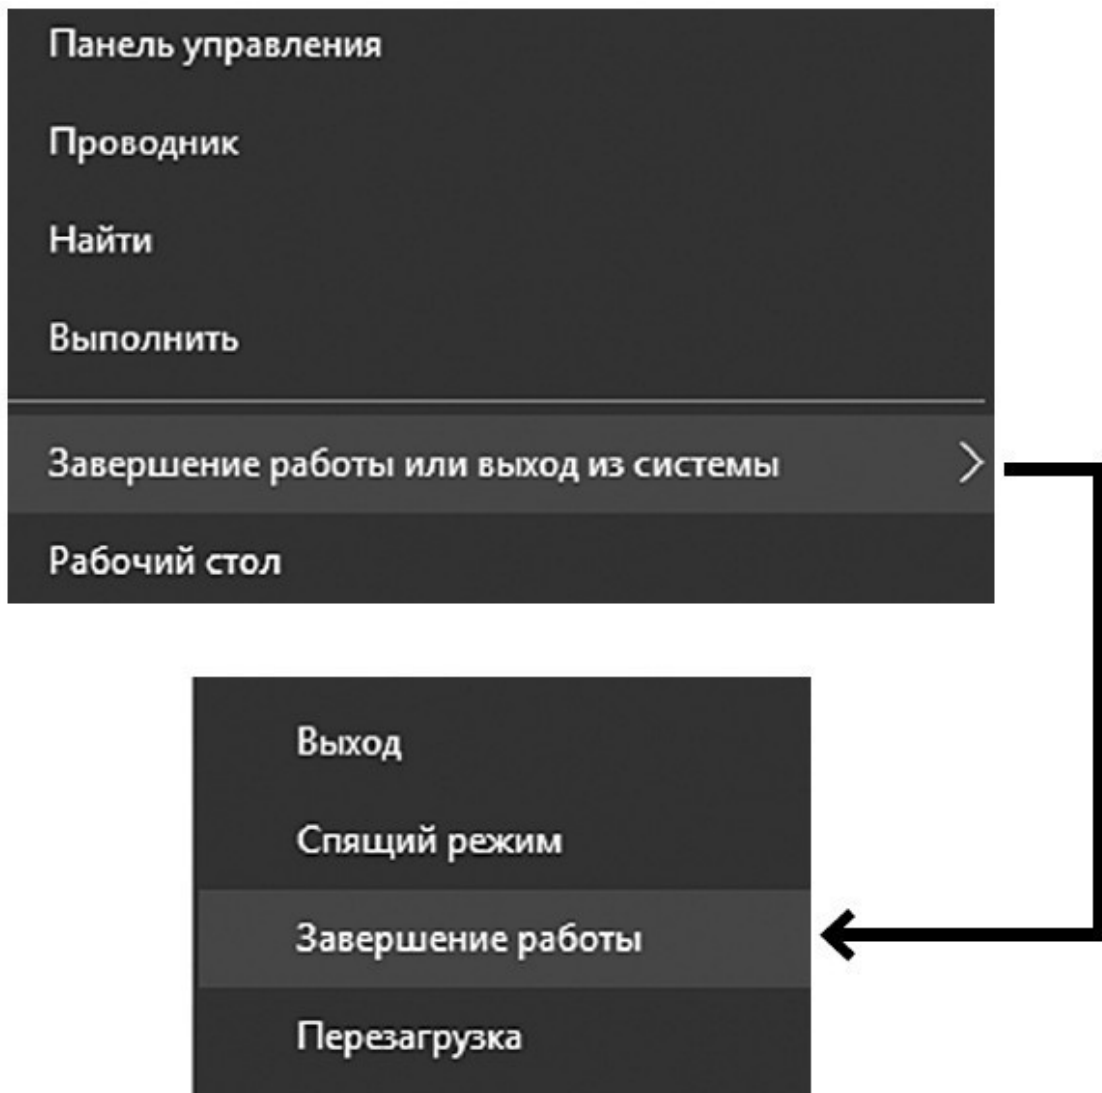 Панель управления
Проводник
Найти
Выполнить
Завершение работы или выход из системы
Рабочий стол
Выход
Спящий режим
Завершение работы
Перезагрузка